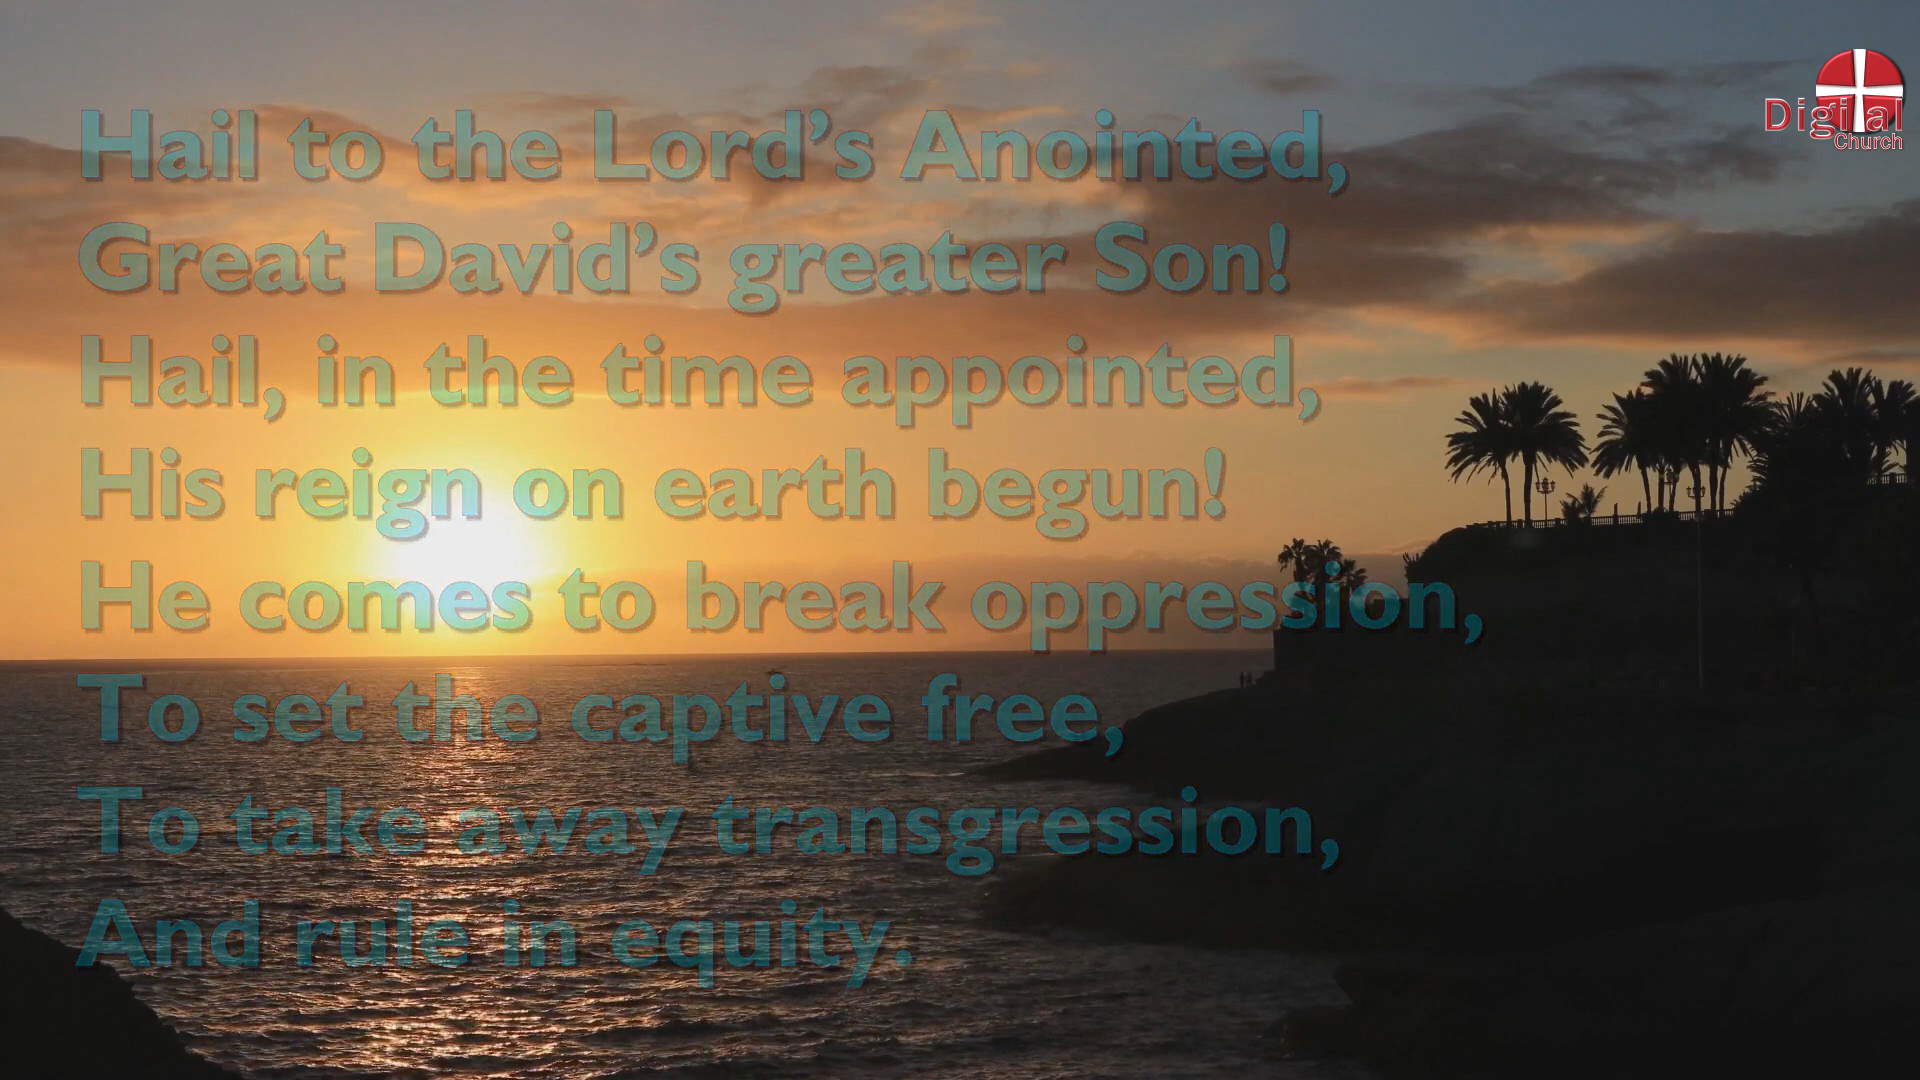 Hail to the Lord’s Anointed,
Great David’s greater Son!
Hail, in the time appointed,
His reign on earth begun!
He comes to break oppression,
To set the captive free,
To take away transgression,
And rule in equity.
Digital
Church